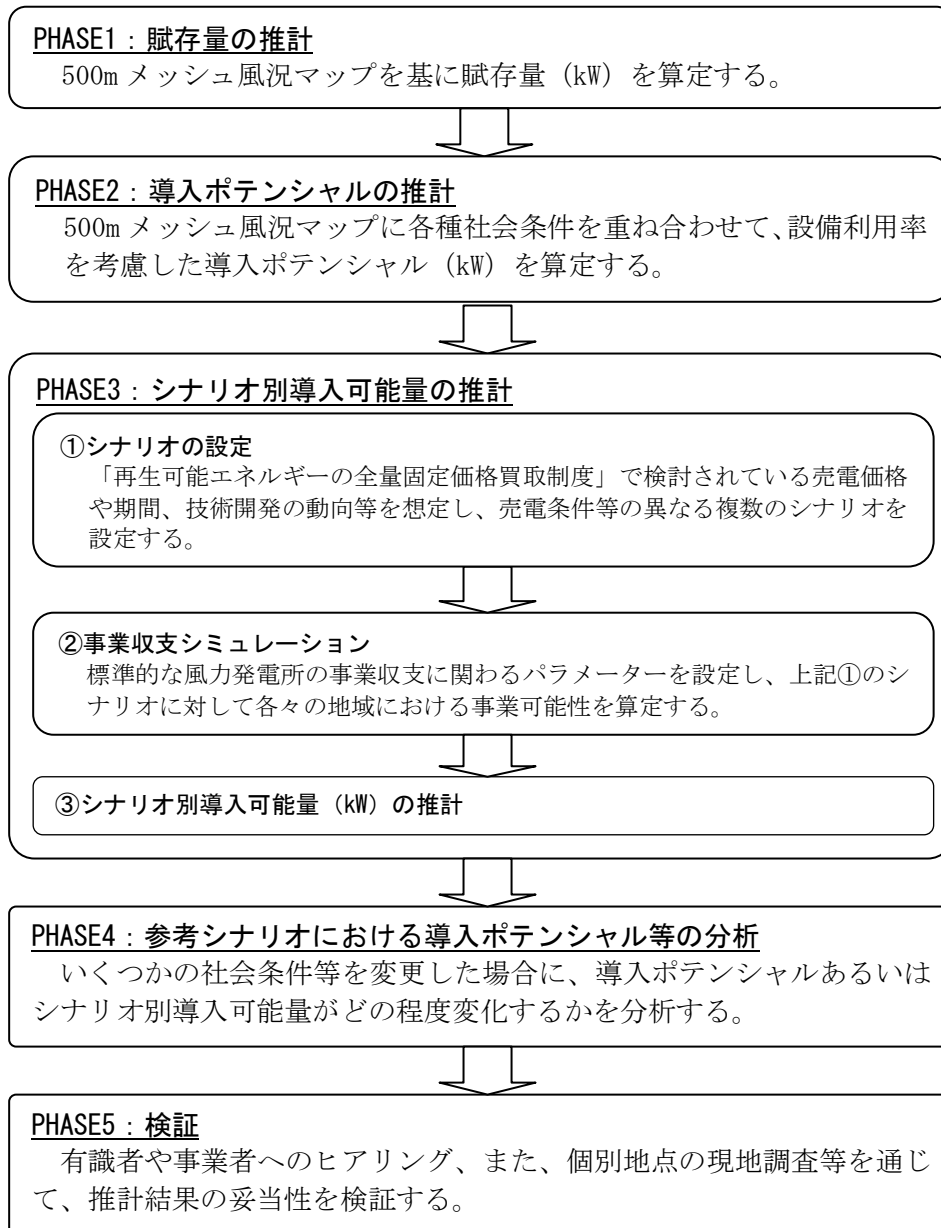 PHASE1：賦存量の推計
500m メッシュ風況マップを基に賦存量（kW）を算定する。
PHASE2：導入ポテンシャルの推計
500m メッシュ風況マップに各種社会条件を重ね合わせて、設備利用率
を考慮した導入ポテンシャル（kW）を算定する。
PHASE3：シナリオ別導入可能量の推計
①シナリオの設定
「再生可能エネルギーの全量固定価格買取制度」で検討されている売電価格
や期間、技術開発の動向等を想定し、売電条件等の異なる複数のシナリオを
設定する。
②事業収支シミュレーション
標準的な風力発電所の事業収支に関わるパラメーターを設定し、上記①のシ
ナリオに対して各々の地域における事業可能性を算定する。
③シナリオ別導入可能量（kW）の推計
PHASE4：参考シナリオにおける導入ポテンシャル等の分析
いくつかの社会条件等を変更した場合に、導入ポテンシャルあるいは
シナリオ別導入可能量がどの程度変化するかを分析する。
PHASE5：検証
有識者や事業者へのヒアリング、また、個別地点の現地調査等を通じ
て、推計結果の妥当性を検証する。